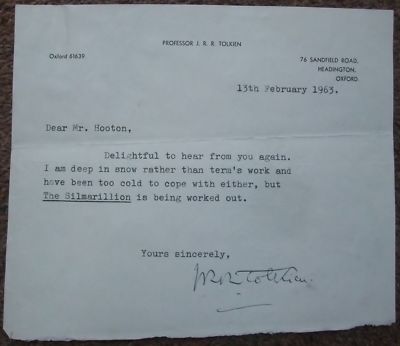 PROFESSOR J. R. R. TOLKIEN
Oxford 61639
76 SANDFIELD ROAD,
HEADINGTON,
OXFORD.
13th February 1963.
Dear Mr. Hooton,
Delightful to hear from you again.
I am deep in snow rather than term's work and
have been too cold to cope with either, but
The Silmarillion is being worked out.
Yours sincerely,
J.R.R. Tolkien.